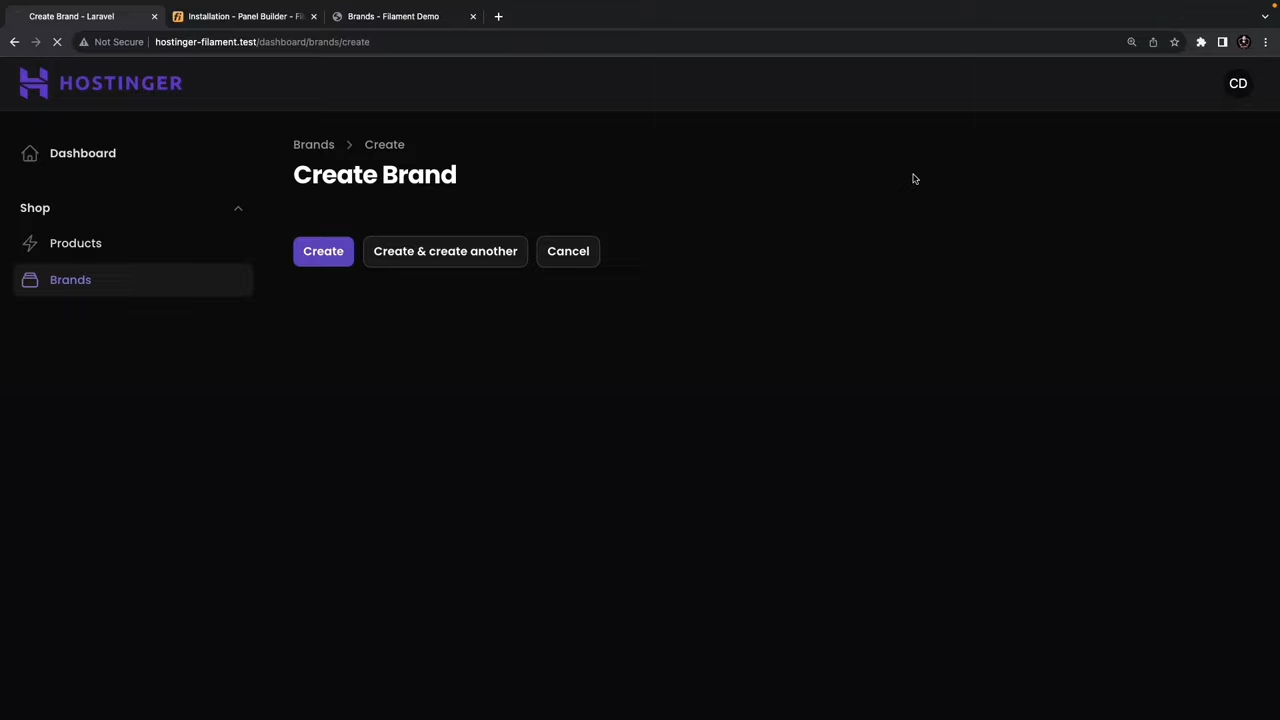 Create Brand - Laravel
Installation - Panel Builder - Fil
Brands - Filament Demo
Not Secure
hostinger-filament.test/dashboard/brands/create
HOSTINGER
CD
Dashboard
Shop
Products
Brands
Brands > Create
Create Brand
Create
Create & create another
Cancel